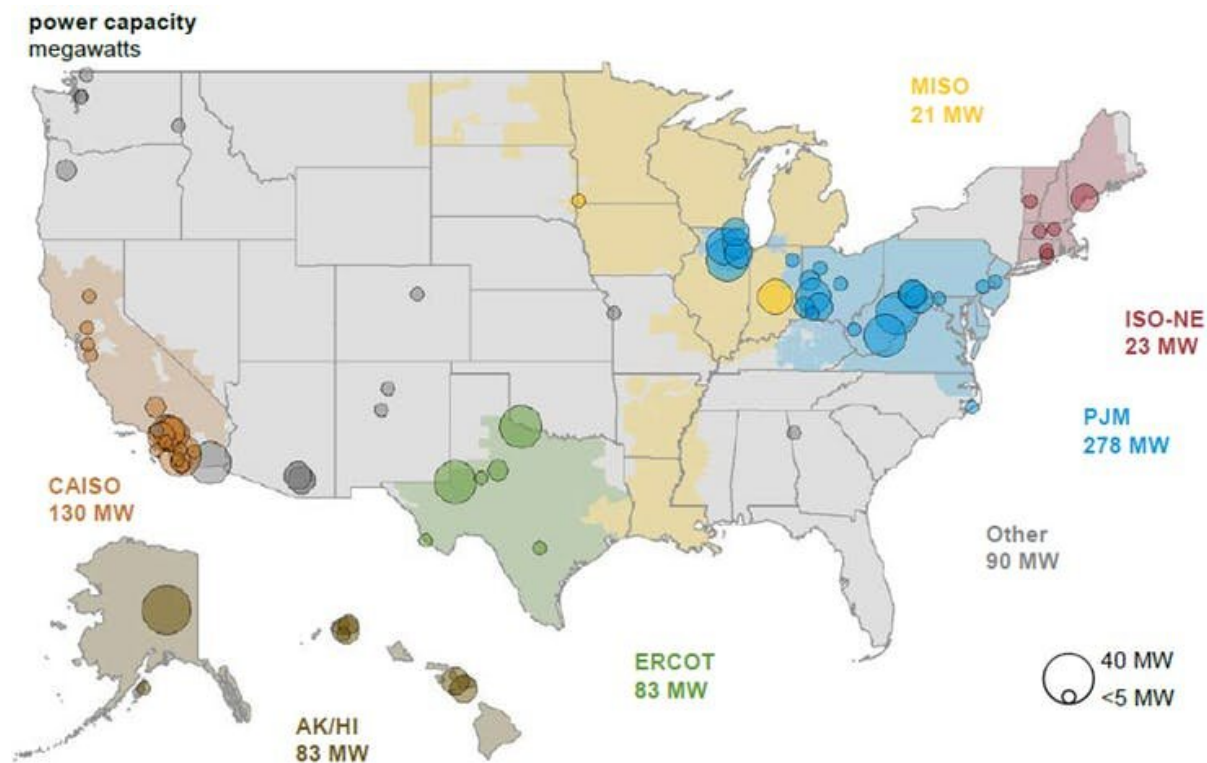 power capacity
megawatts
MISO
21 MW
ISO-NE
23 MW
PJM
278 MW
CAISO
130 MW
Other
90 MW
ERCOT
83 MW
40 MW
<5 MW
AK/HI
83 MW